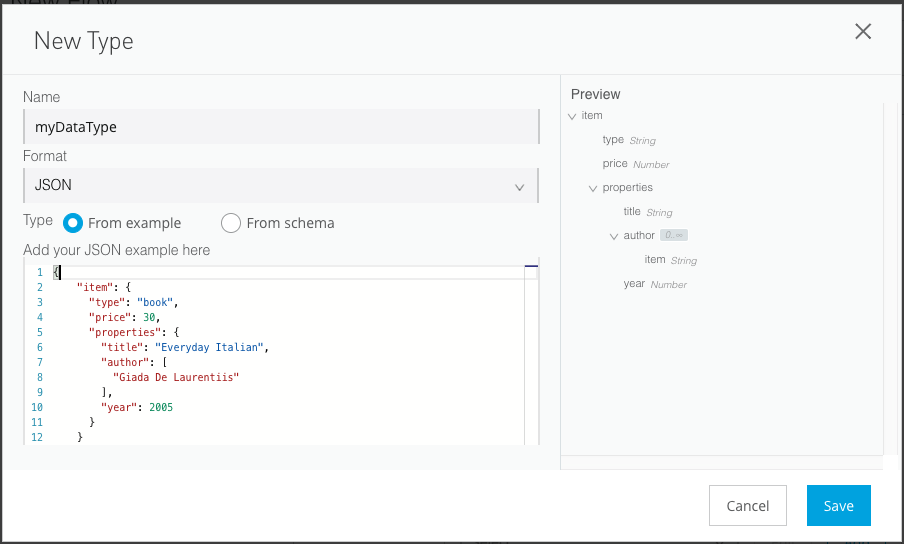 New Type
Name
myDataType
Format
JSON
Type From example From schema
Add your JSON example here
1 {
2 "item": {
3 "type": "book",
4 "price": 30,
5 "properties": {
6 "title": "Everyday Italian",
7 "author": [
8 "Giada De Laurentiis"
9 ],
10 "year": 2005
11 }
12 }
Preview
item
type String
price Number
properties
title String
author 0..∞
item String
year Number
Cancel Save